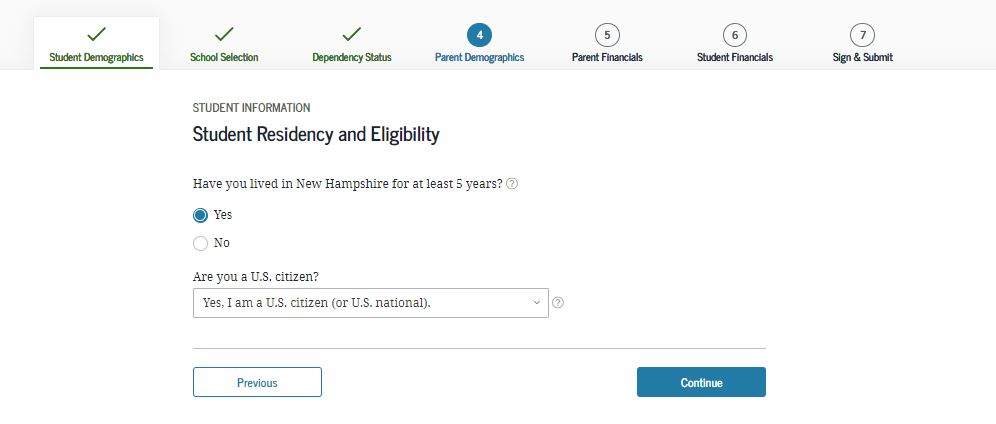 Student Demographics
School Selection
Dependency Status
4
Parent Demographics
5
Parent Financials
6
Student Financials
7
Sign & Submit
STUDENT INFORMATION
Student Residency and Eligibility
Have you lived in New Hampshire for at least 5 years? ?
Yes
No
Are you a U.S. citizen?
Yes, I am a U.S. citizen (or U.S. national). ?
Previous
Continue